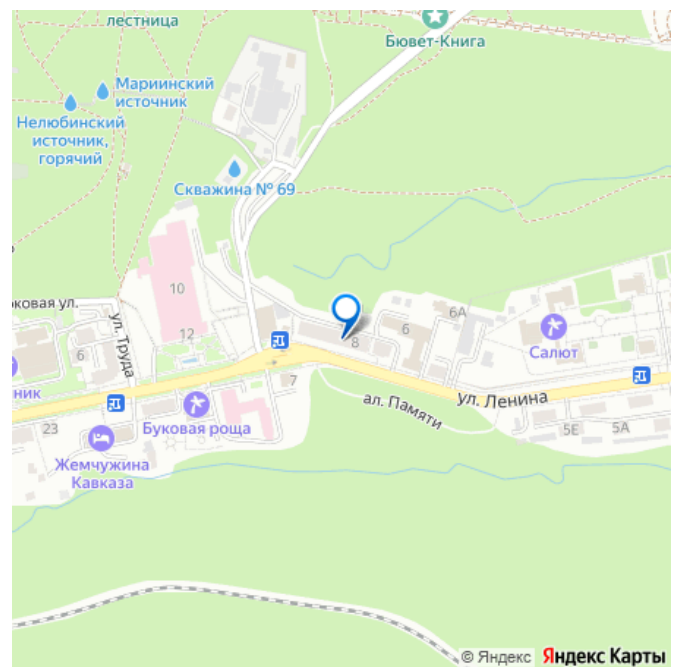 лестница
Бювет-Книга
Мариинский
источник
Нелюбинский
источник,
горячий
Скважина № 69
10
12
ковая ул.
ул. Труда
6
8
6
6А
Салют
ник
7
ул. Ленина
ал. Памяти
5Е
5А
23
Буковая роща
Жемчужина
Кавказа
© Яндекс Яндекс Карты